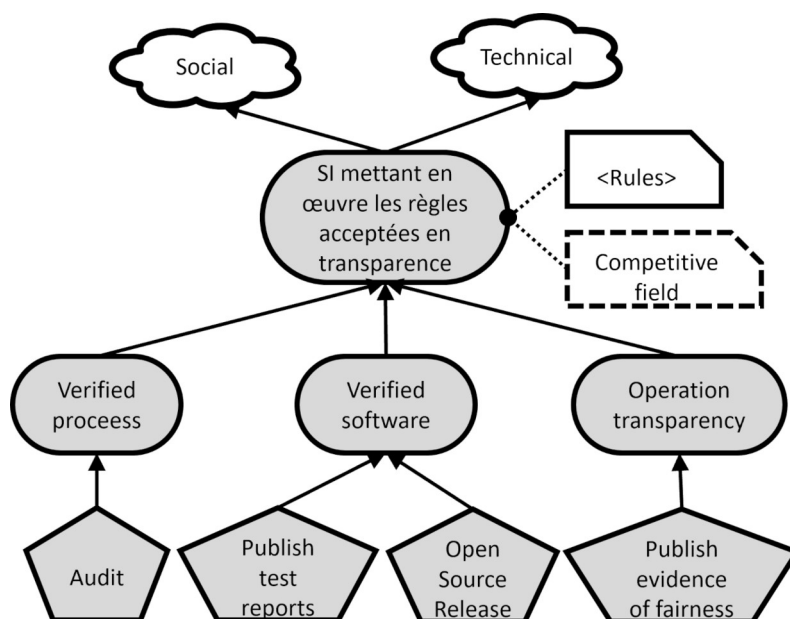 Social
Technical
SI mettant en
œuvre les règles
acceptées en
transparence
<Rules>
Competitive
field
Verified
proceess
Verified
software
Operation
transparency
Audit
Publish
test
reports
Open
Source
Release
Publish
evidence
of fairness